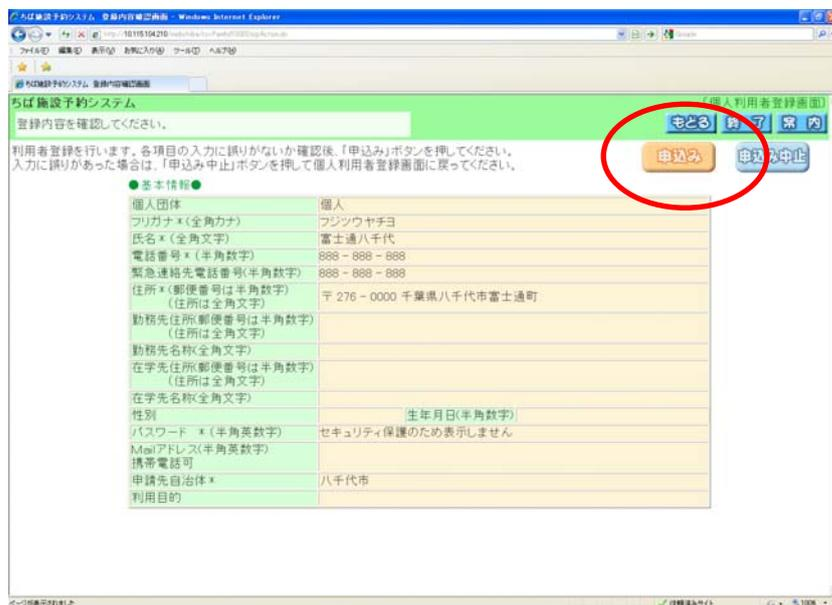 ちば施設予約システム 登録内容確認画面 - Windows Internet Explorer
ファイル(F) 編集(E) 表示(V) お気に入り(A) ツール(T) ヘルプ(H)
ちば施設予約システム 登録内容確認画面
ちば施設予約システム
[個人利用者登録画面]
登録内容を確認してください。
もどる 終了 案内
利用者登録を行います。各項目の入力に誤りがないか確認後、「申込み」ボタンを押してください。
入力に誤りがあった場合は、「申込み中止」ボタンを押して個人利用者登録画面に戻ってください。
申込み 申込み中止
●基本情報●
個人団体 個人
フリガナ*(全角カナ) フジツウヤチヨ
氏名*(全角文字) 富士通八千代
電話番号*(半角数字) 888 - 888 - 888
緊急連絡先電話番号(半角数字) 888 - 888 - 888
住所*(郵便番号は半角数字)
(住所は全角文字)
〒 276 - 0000 千葉県八千代市富士通町
勤務先住所(郵便番号は半角数字)
(住所は全角文字)
勤務先名称(全角文字)
在学先住所(郵便番号は半角数字)
(住所は全角文字)
在学先名称(全角文字)
性別 生年月日(半角数字)
パスワード *(半角英数字) セキュリティ保護のため表示しません
Mailアドレス(半角英数字)
携帯電話可
申請先自治体* 八千代市
利用目的
ページが表示されました
信頼済みサイト 100%